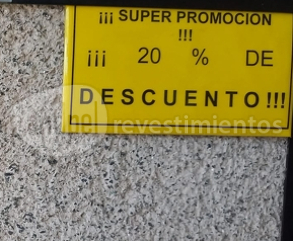 ¡¡¡ SUPER PROMOCION
!!!
¡¡¡ 20 % DE
DESCUENTO!!!
revestimientos